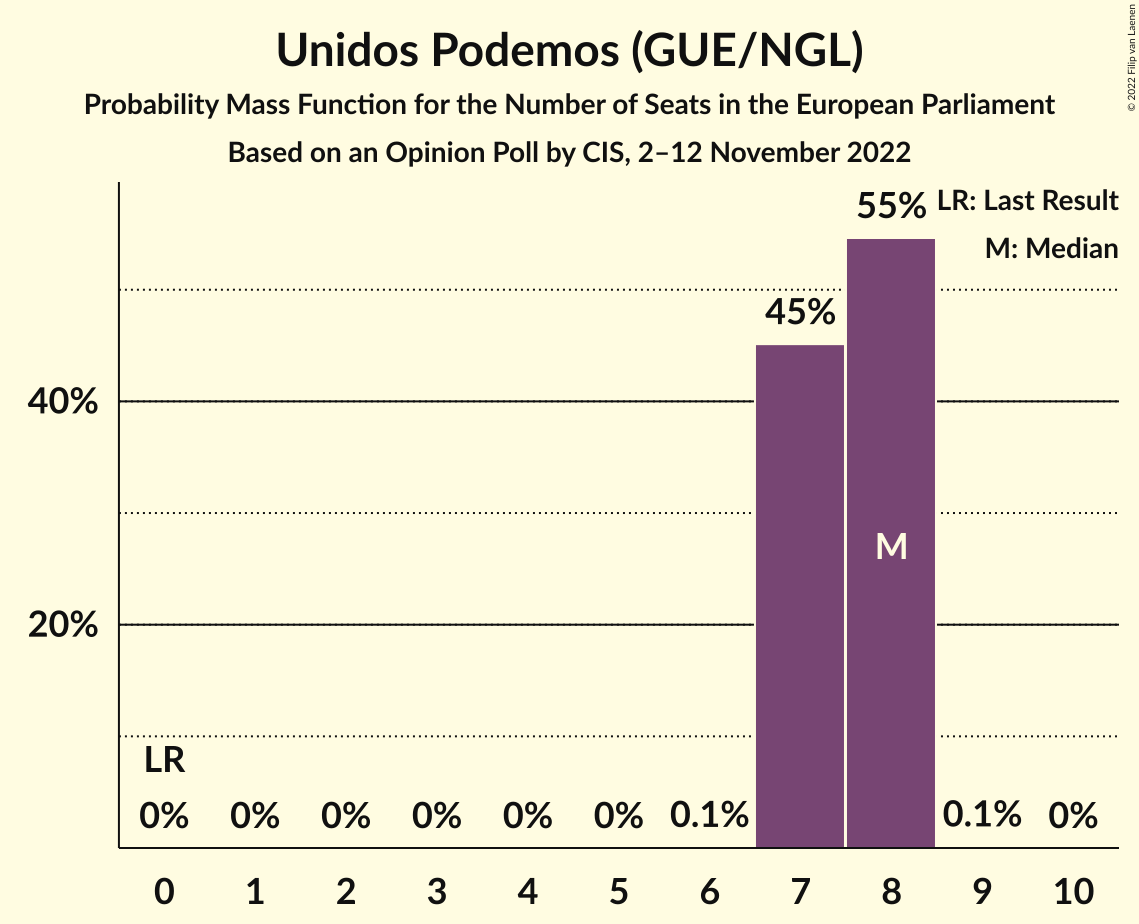 Unidos Podemos (GUE/NGL)
Probability Mass Function for the Number of Seats in the European Parliament
Based on an Opinion Poll by CIS, 2–12 November 2022
© 2022 Filip van Laenen
LR: Last Result
M: Median
55%
45%
40%
M
20%
LR
0% 0% 0% 0% 0% 0% 0.1% 0.1% 0%
0 1 2 3 4 5 6 7 8 9 10